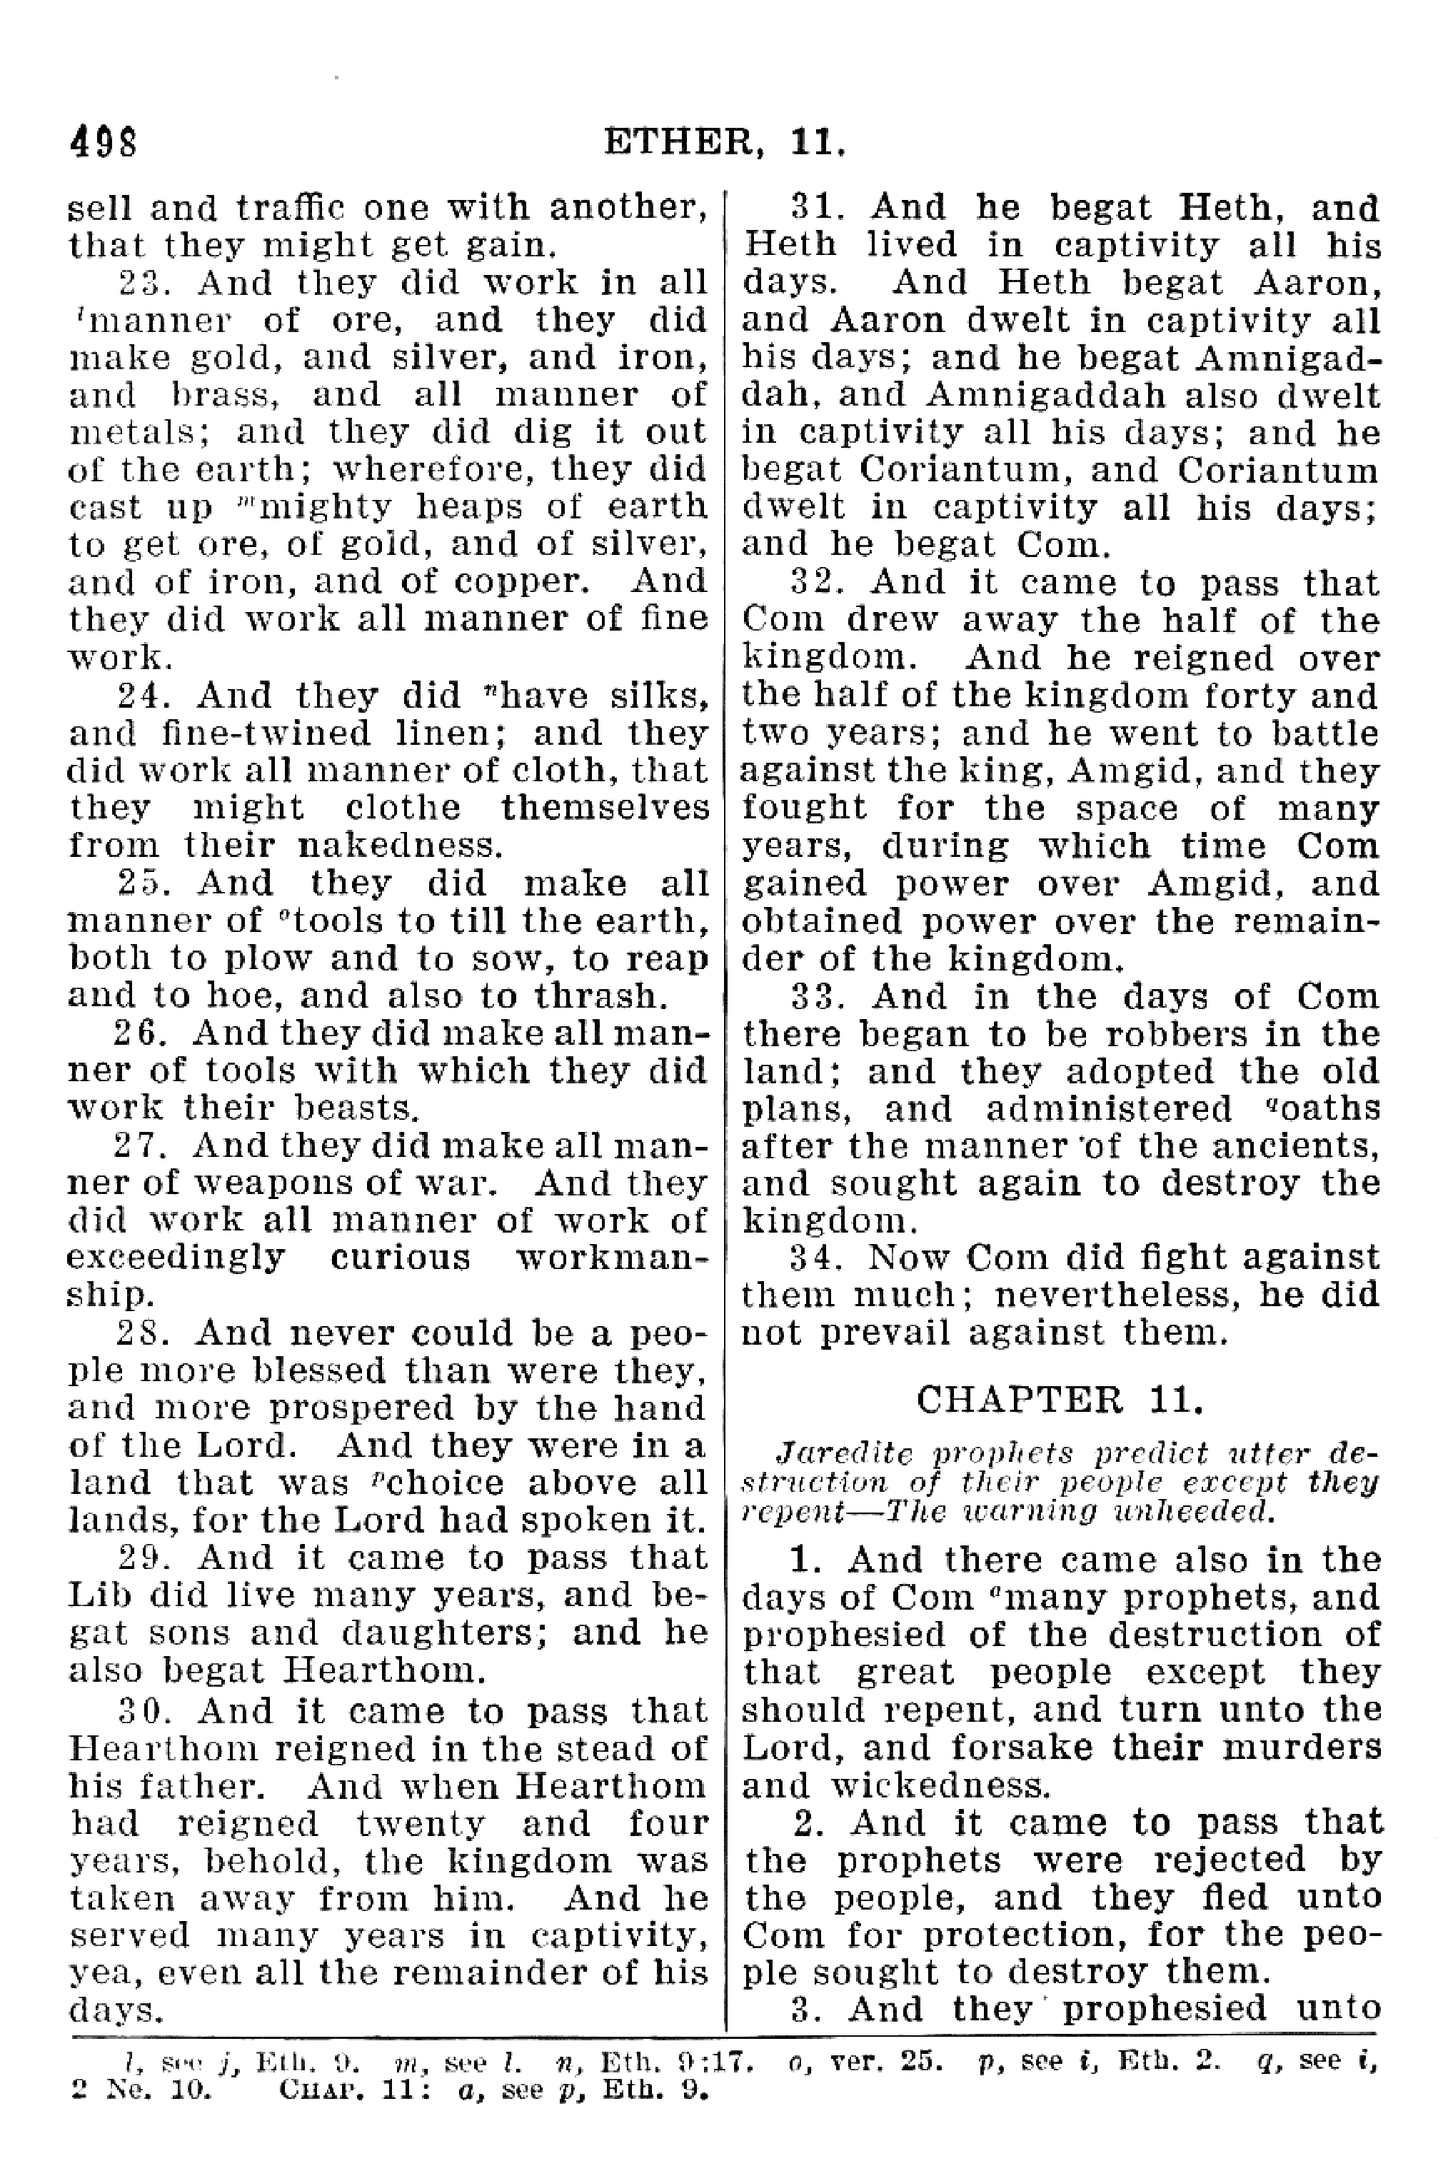 498
ETHER, 11.
sell and traffic one with another,
that they might get gain.
23. And they did work in all
lmanner of ore, and they did
make gold, and silver, and iron,
and brass, and all manner of
metals; and they did dig it out
of the earth; wherefore, they did
cast up mmighty heaps of earth
to get ore, of gold, and of silver,
and of iron, and of copper. And
they did work all manner of fine
work.
24. And they did nhave silks,
and fine-twined linen; and they
did work all manner of cloth, that
they might clothe themselves
from their nakedness.
25. And they did make all
manner of otools to till the earth,
both to plow and to sow, to reap
and to hoe, and also to thrash.
26. And they did make all man-
ner of tools with which they did
work their beasts.
27. And they did make all man-
ner of weapons of war. And they
did work all manner of work of
exceedingly curious workman-
ship.
28. And never could be a peo-
ple more blessed than were they,
and more prospered by the hand
of the Lord. And they were in a
land that was pchoice above all
lands, for the Lord had spoken it.
29. And it came to pass that
Lib did live many years, and be-
gat sons and daughters; and he
also begat Hearthom.
30. And it came to pass that
Hearthom reigned in the stead of
his father. And when Hearthom
had reigned twenty and four
years, behold, the kingdom was
taken away from him. And he
served many years in captivity,
yea, even all the remainder of his
days.
31. And he begat Heth, and
Heth lived in captivity all his
days. And Heth begat Aaron,
and Aaron dwelt in captivity all
his days; and he begat Amnigad-
dah, and Amnigaddah also dwelt
in captivity all his days; and he
begat Coriantum, and Coriantum
dwelt in captivity all his days;
and he begat Com.
32. And it came to pass that
Com drew away the half of the
kingdom. And he reigned over
the half of the kingdom forty and
two years; and he went to battle
against the king, Amgid, and they
fought for the space of many
years, during which time Com
gained power over Amgid, and
obtained power over the remain-
der of the kingdom.
33. And in the days of Com
there began to be robbers in the
land; and they adopted the old
plans, and administered qoaths
after the manner of the ancients,
and sought again to destroy the
kingdom.
34. Now Com did fight against
them much; nevertheless, he did
not prevail against them.
CHAPTER 11.
Jaredite prophets predict utter de-
struction of their people except they
repent—The warning unheeded.
1. And there came also in the
days of Com amany prophets, and
prophesied of the destruction of
that great people except they
should repent, and turn unto the
Lord, and forsake their murders
and wickedness.
2. And it came to pass that
the prophets were rejected by
the people, and they fled unto
Com for protection, for the peo-
ple sought to destroy them.
3. And they prophesied unto
l, see j, Eth. 9. m, see l. n, Eth. 9:17. o, ver. 25. p, see i, Eth. 2. q, see i,
2 Ne. 10. CHAP. 11: a, see p, Eth. 9.